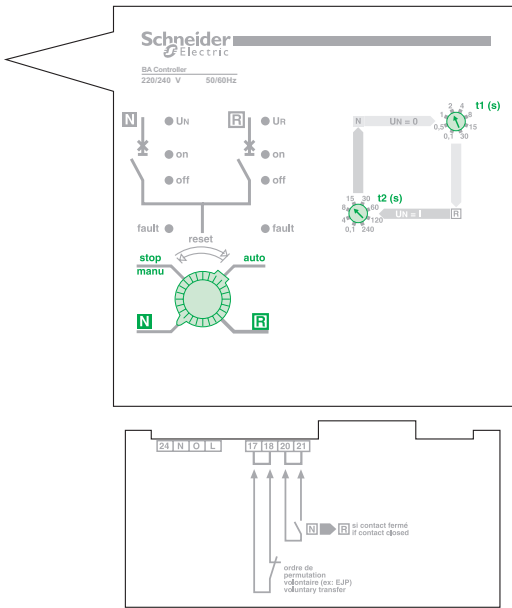 Schneider
Electric
BA Controller
220/240 V 50/60Hz
N UN R UR
on on
off off
fault fault
reset
stop auto
manu
N R
t1 (s)
N UN = 0
0,1 0,5 1 2 4 8 15 30
t2 (s)
0,1 4 8 15 30 60 120 240
UN = I R
24 N O L 17 18 20 21
N R si contact fermé
if contact closed
ordre de
permutation
volontaire (ex: EJP)
voluntary transfer